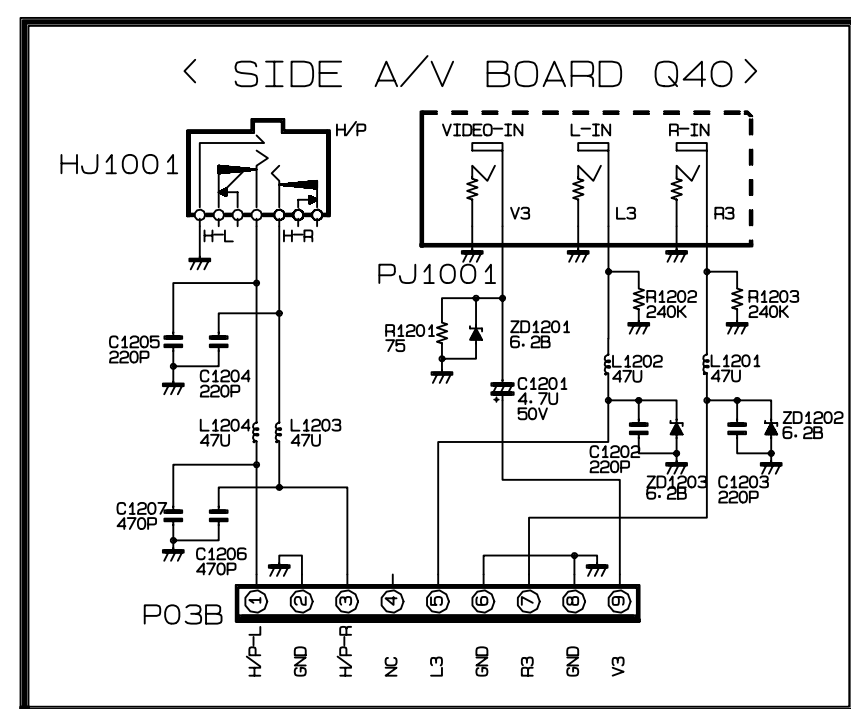 < SIDE A/V BOARD Q40 >
H/P
HJ1001
H-L
H-R
VIDEO-IN
L-IN
R-IN
V3
L3
R3
PJ1001
R1202
240K
R1203
240K
R1201
75
ZD1201
6.2B
C1205
220P
C1204
220P
L1202
47U
L1201
47U
C1201
4.7U
50V
+
L1204
47U
L1203
47U
C1202
220P
ZD1203
6.2B
C1203
220P
ZD1202
6.2B
C1207
470P
C1206
470P
P03B
1 2 3 4 5 6 7 8 9
H/P-L
GND
H/P-R
NC
L3
GND
R3
GND
V3